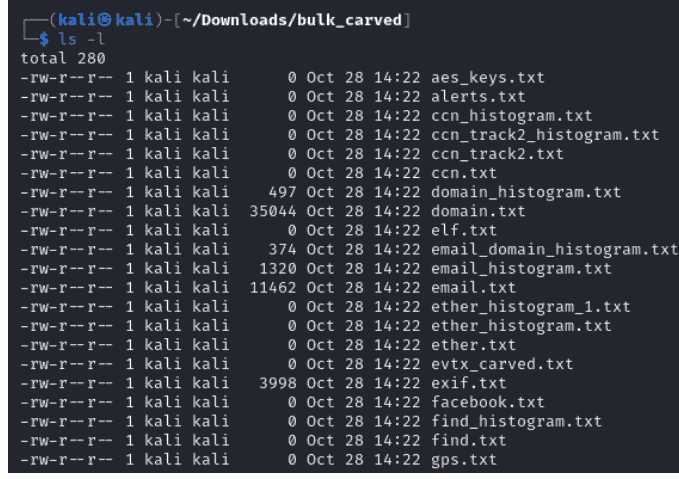 ┌──(kali㉿kali)-[~/Downloads/bulk_carved]
└─$ ls -l
total 280
-rw-r--r-- 1 kali kali     0 Oct 28 14:22 aes_keys.txt
-rw-r--r-- 1 kali kali     0 Oct 28 14:22 alerts.txt
-rw-r--r-- 1 kali kali     0 Oct 28 14:22 ccn_histogram.txt
-rw-r--r-- 1 kali kali     0 Oct 28 14:22 ccn_track2_histogram.txt
-rw-r--r-- 1 kali kali     0 Oct 28 14:22 ccn_track2.txt
-rw-r--r-- 1 kali kali     0 Oct 28 14:22 ccn.txt
-rw-r--r-- 1 kali kali   497 Oct 28 14:22 domain_histogram.txt
-rw-r--r-- 1 kali kali 35044 Oct 28 14:22 domain.txt
-rw-r--r-- 1 kali kali     0 Oct 28 14:22 elf.txt
-rw-r--r-- 1 kali kali   374 Oct 28 14:22 email_domain_histogram.txt
-rw-r--r-- 1 kali kali  1320 Oct 28 14:22 email_histogram.txt
-rw-r--r-- 1 kali kali 11462 Oct 28 14:22 email.txt
-rw-r--r-- 1 kali kali     0 Oct 28 14:22 ether_histogram_1.txt
-rw-r--r-- 1 kali kali     0 Oct 28 14:22 ether_histogram.txt
-rw-r--r-- 1 kali kali     0 Oct 28 14:22 ether.txt
-rw-r--r-- 1 kali kali     0 Oct 28 14:22 evtx_carved.txt
-rw-r--r-- 1 kali kali  3998 Oct 28 14:22 exif.txt
-rw-r--r-- 1 kali kali     0 Oct 28 14:22 facebook.txt
-rw-r--r-- 1 kali kali     0 Oct 28 14:22 find_histogram.txt
-rw-r--r-- 1 kali kali     0 Oct 28 14:22 find.txt
-rw-r--r-- 1 kali kali     0 Oct 28 14:22 gps.txt